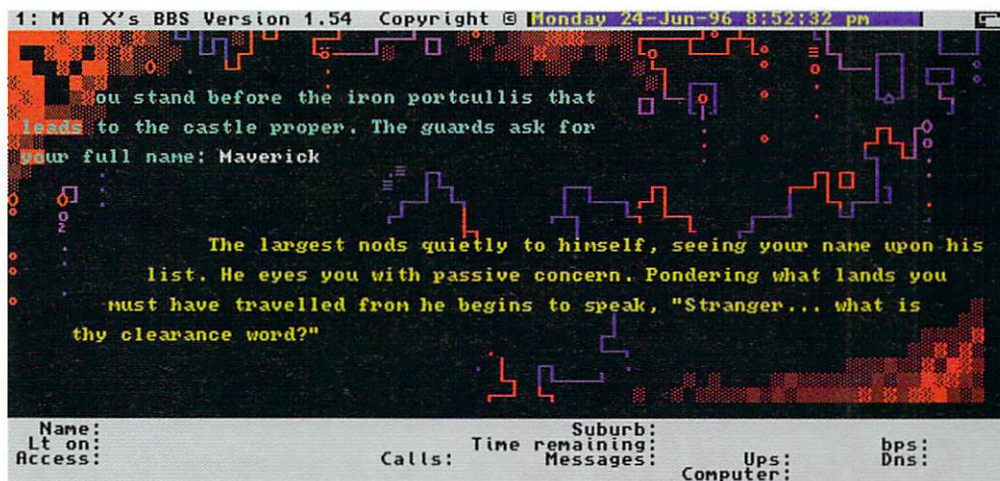 1: M A X's BBS Version 1.54 Copyright © Monday 24-Jun-96 8:52:32 pm
ou stand before the iron portcullis that
leads to the castle proper. The guards ask for
your full name: Maverick
The largest nods quietly to himself, seeing your name upon his
list. He eyes you with passive concern. Pondering what lands you
must have travelled from he begins to speak, "Stranger... what is
thy clearance word?"
Name: Suburb:
Lt on: Time remaining: bps:
Access: Calls: Messages: Ups: Dns:
Computer: